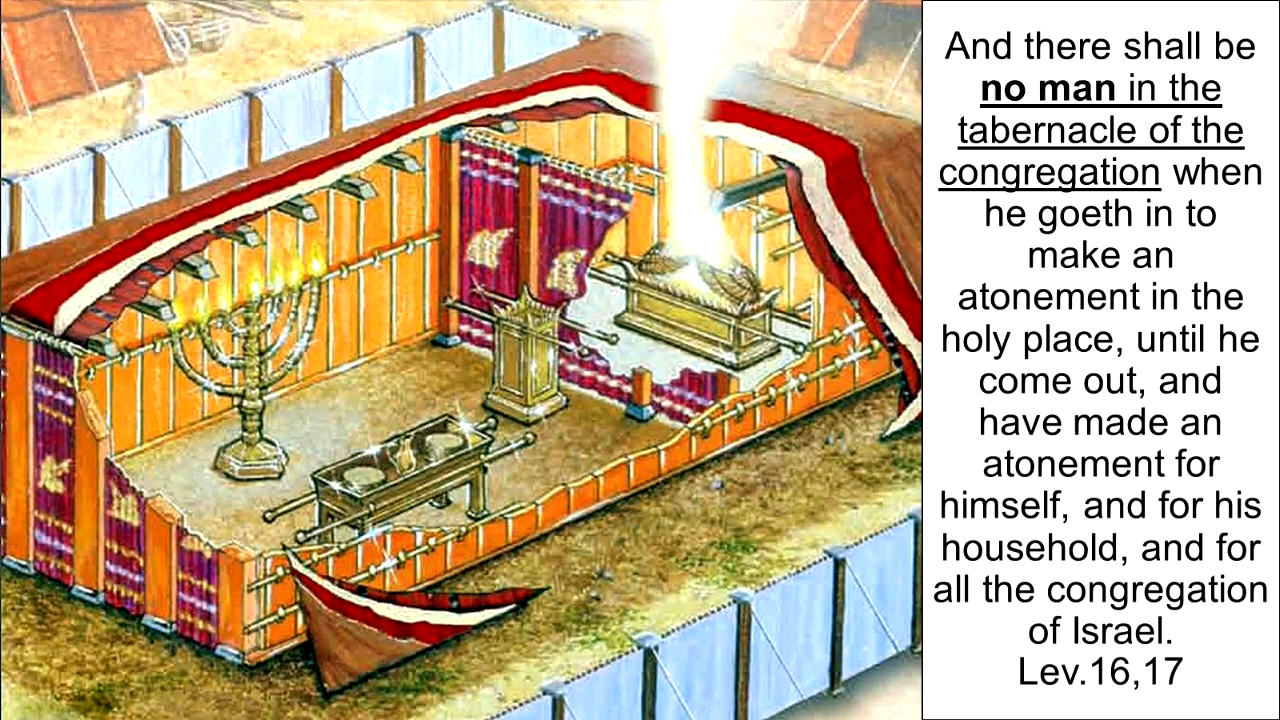 And there shall be
no man in the
tabernacle of the
congregation when
he goeth in to
make an
atonement in the
holy place, until he
come out, and
have made an
atonement for
himself, and for his
household, and for
all the congregation
of Israel.
Lev.16,17